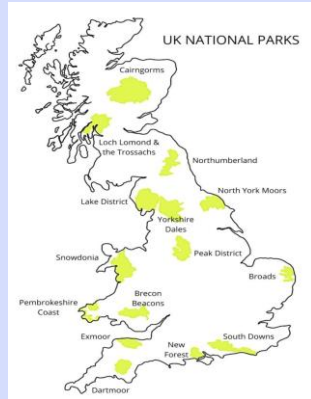 UK NATIONAL PARKS
Cairngorms
Loch Lomond &
the Trossachs
Northumberland
North York Moors
Lake District
Yorkshire
Dales
Peak District
Snowdonia
Broads
Pembrokeshire
Coast
Brecon
Beacons
Exmoor
New
Forest
South Downs
Dartmoor